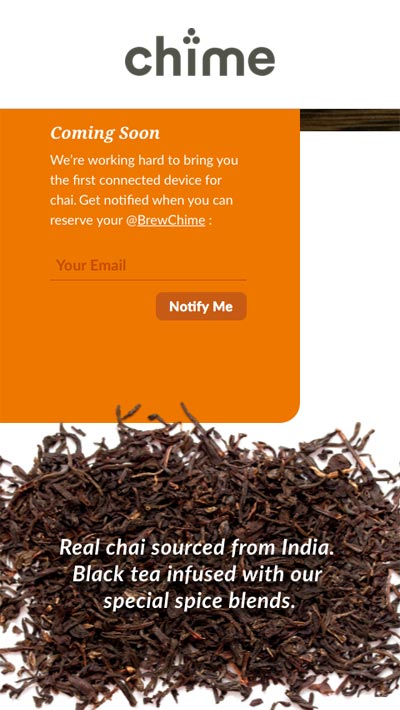 chime
Coming Soon
We're working hard to bring you
the first connected device for
chai. Get notified when you can
reserve your @BrewChime :
Your Email
Notify Me
Real chai sourced from India.
Black tea infused with our
special spice blends.